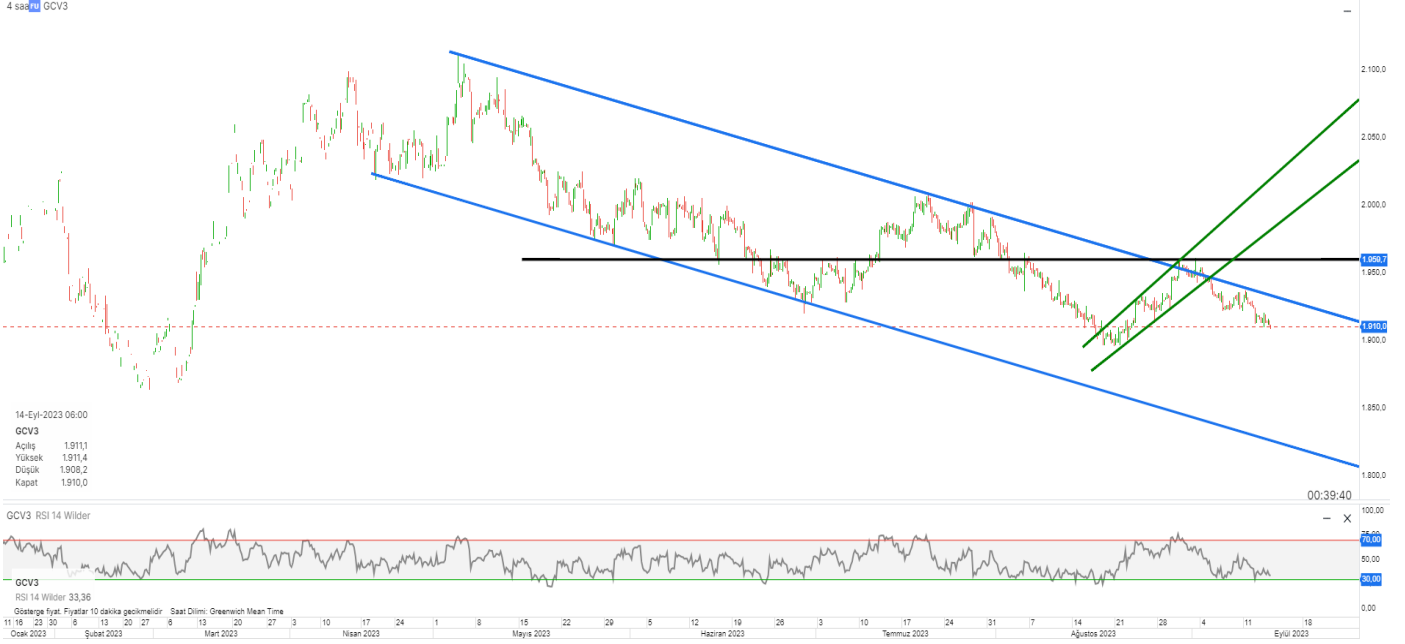 4 saa ru GCV3
2.100,0
2.050,0
2.000,0
1.959,7
1.950,0
1.910,0
1.900,0
1.850,0
1.800,0
14-Eyl-2023 06:00
GCV3
Açılış 1.911,1
Yüksek 1.911,4
Düşük 1.908,2
Kapat 1.910,0
00:39:40
GCV3 RSI 14 Wilder
100,00
70,00
50,00
30,00
0.00
GCV3
RSI 14 Wilder 33,36
Gösterge fiyat. Fiyatlar 10 dakika gecikmelidir Saat Dilimi: Greenwich Mean Time
11 16 23 30 6 13 20 27 6 13 20 27 3 10 17 24 1 8 15 22 29 5 12 19 26 3 10 17 24 31 7 14 21 28 4 11 18
Ocak 2023 Şubat 2023 Mart 2023 Nisan 2023 Mayıs 2023 Haziran 2023 Temmuz 2023 Ağustos 2023 Eylül 2023